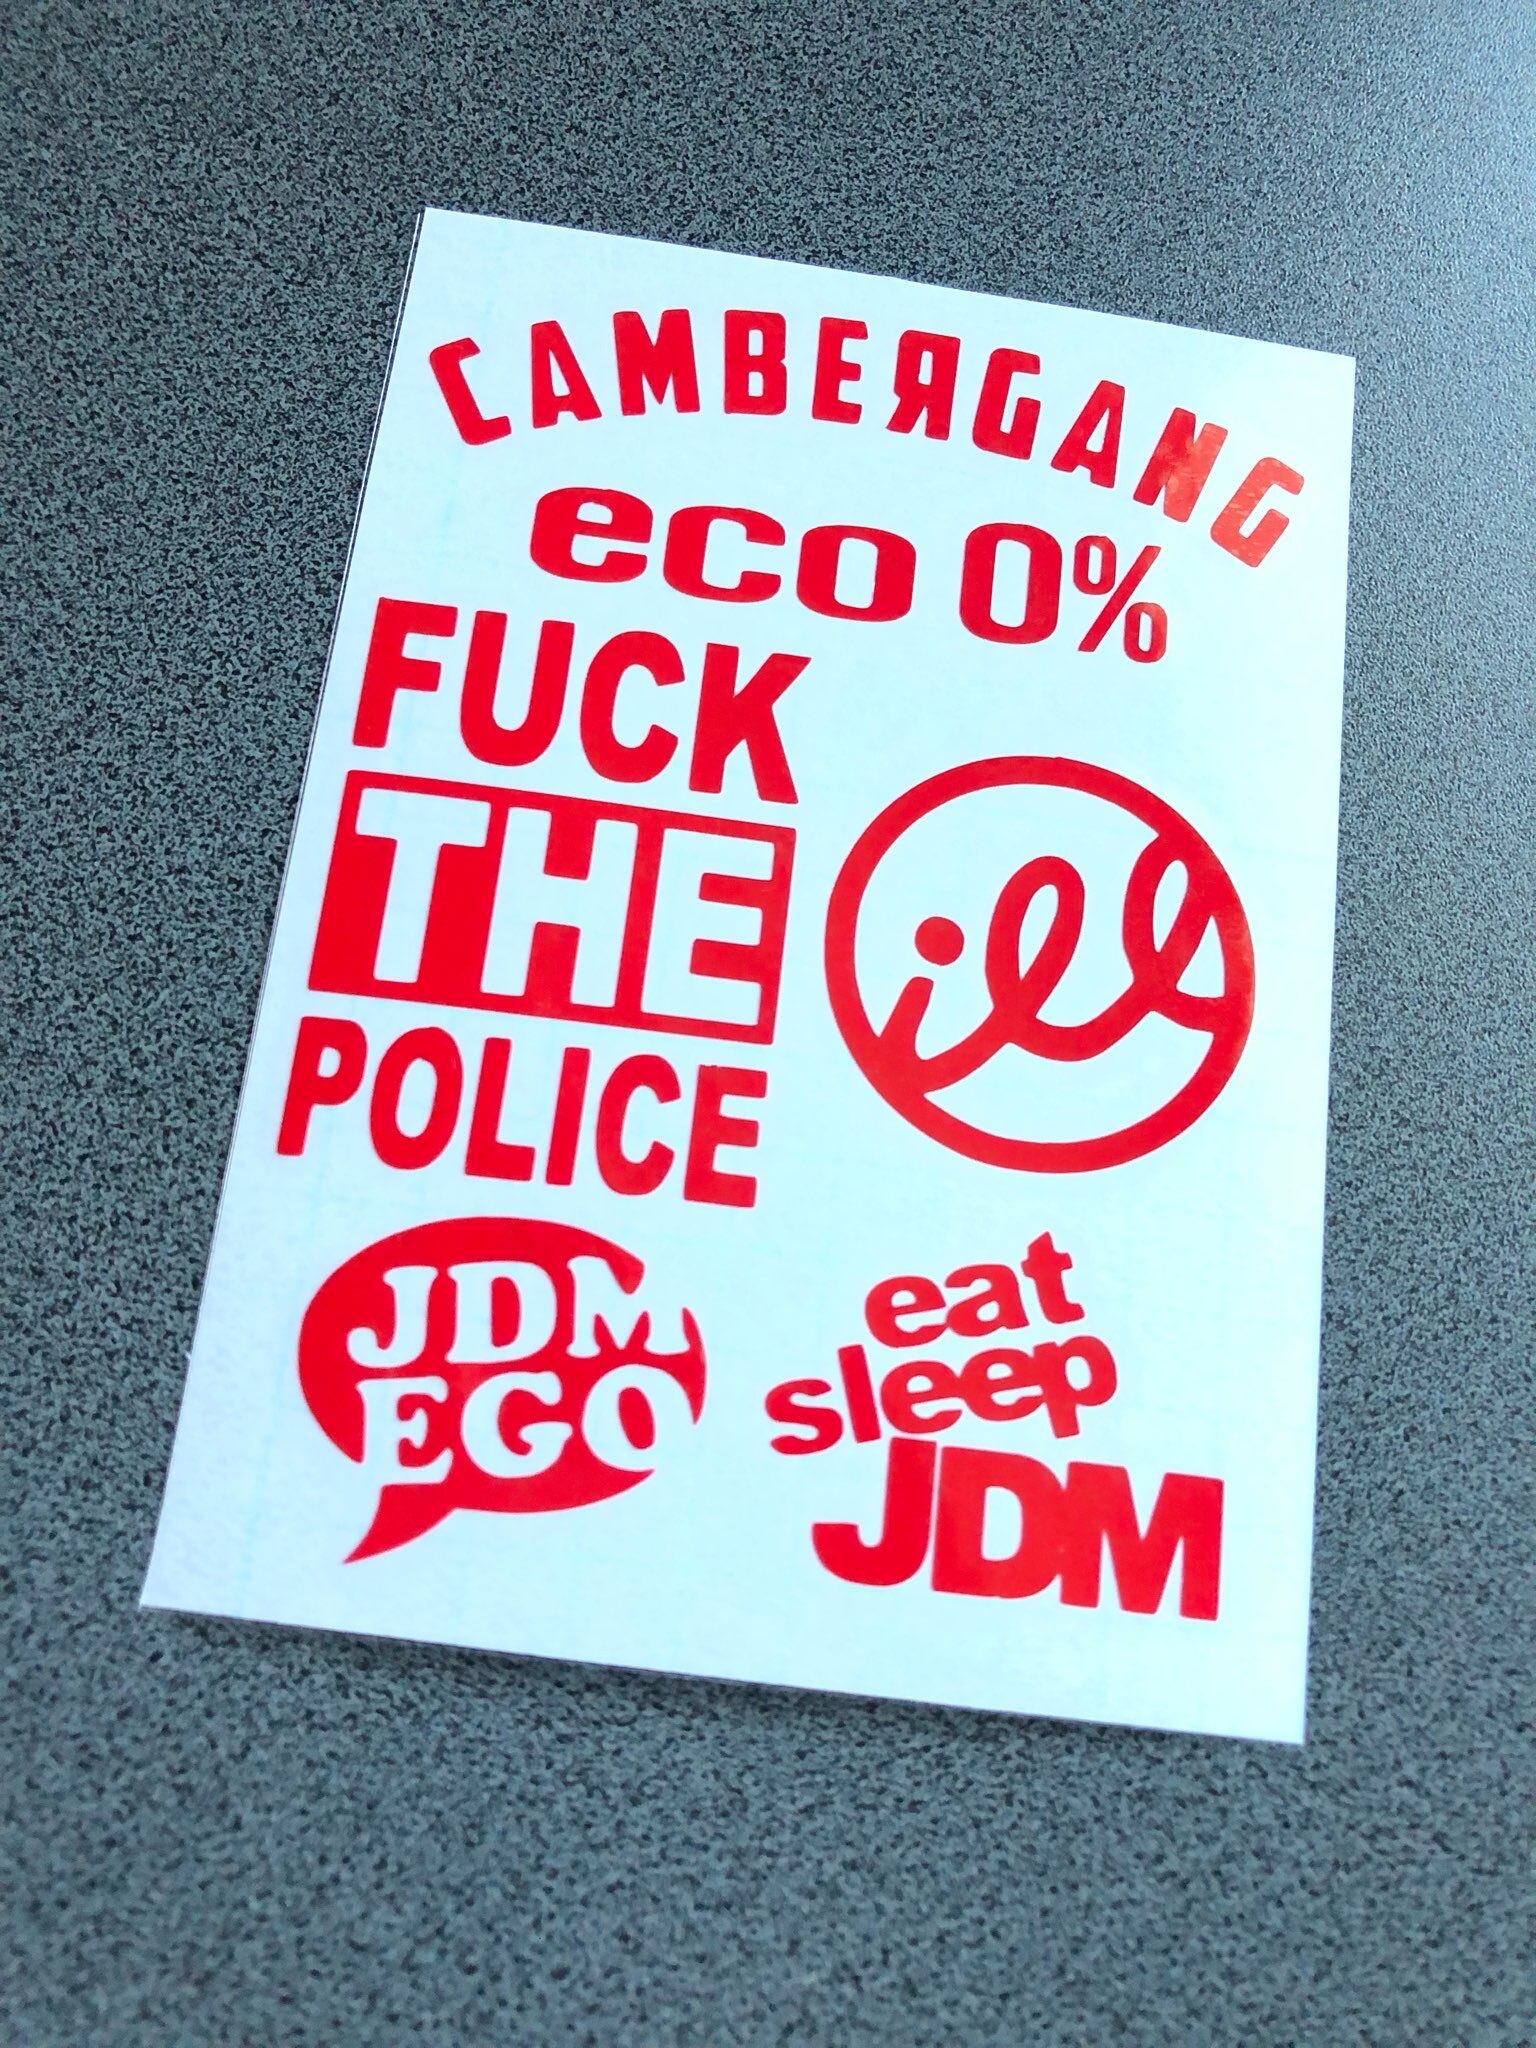 CAMBERGANG
eco 0%
FUCK
THE
POLICE
ill
JDM
EGO
eat
sleep
JDM